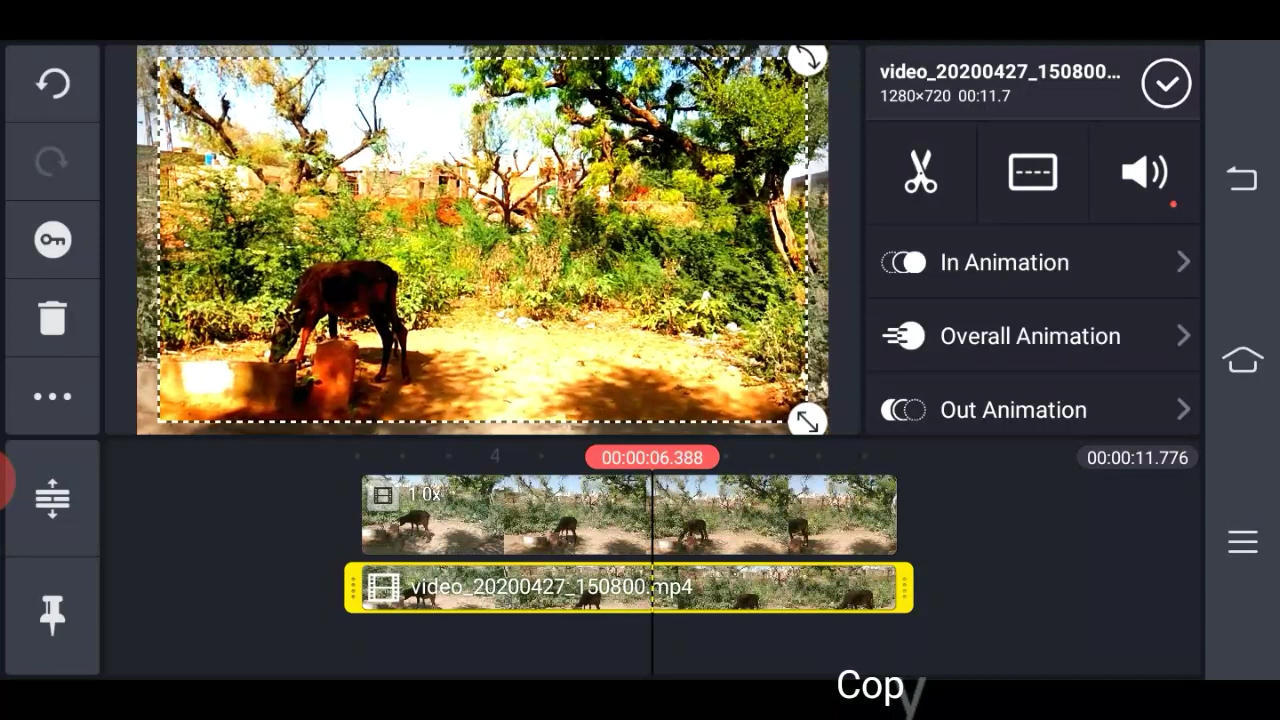 video_20200427_150800...
1280×720 00:11.7
In Animation
Overall Animation
Out Animation
4
00:00:06.388
00:00:11.776
1.0x
video_20200427_150800.mp4
Copy